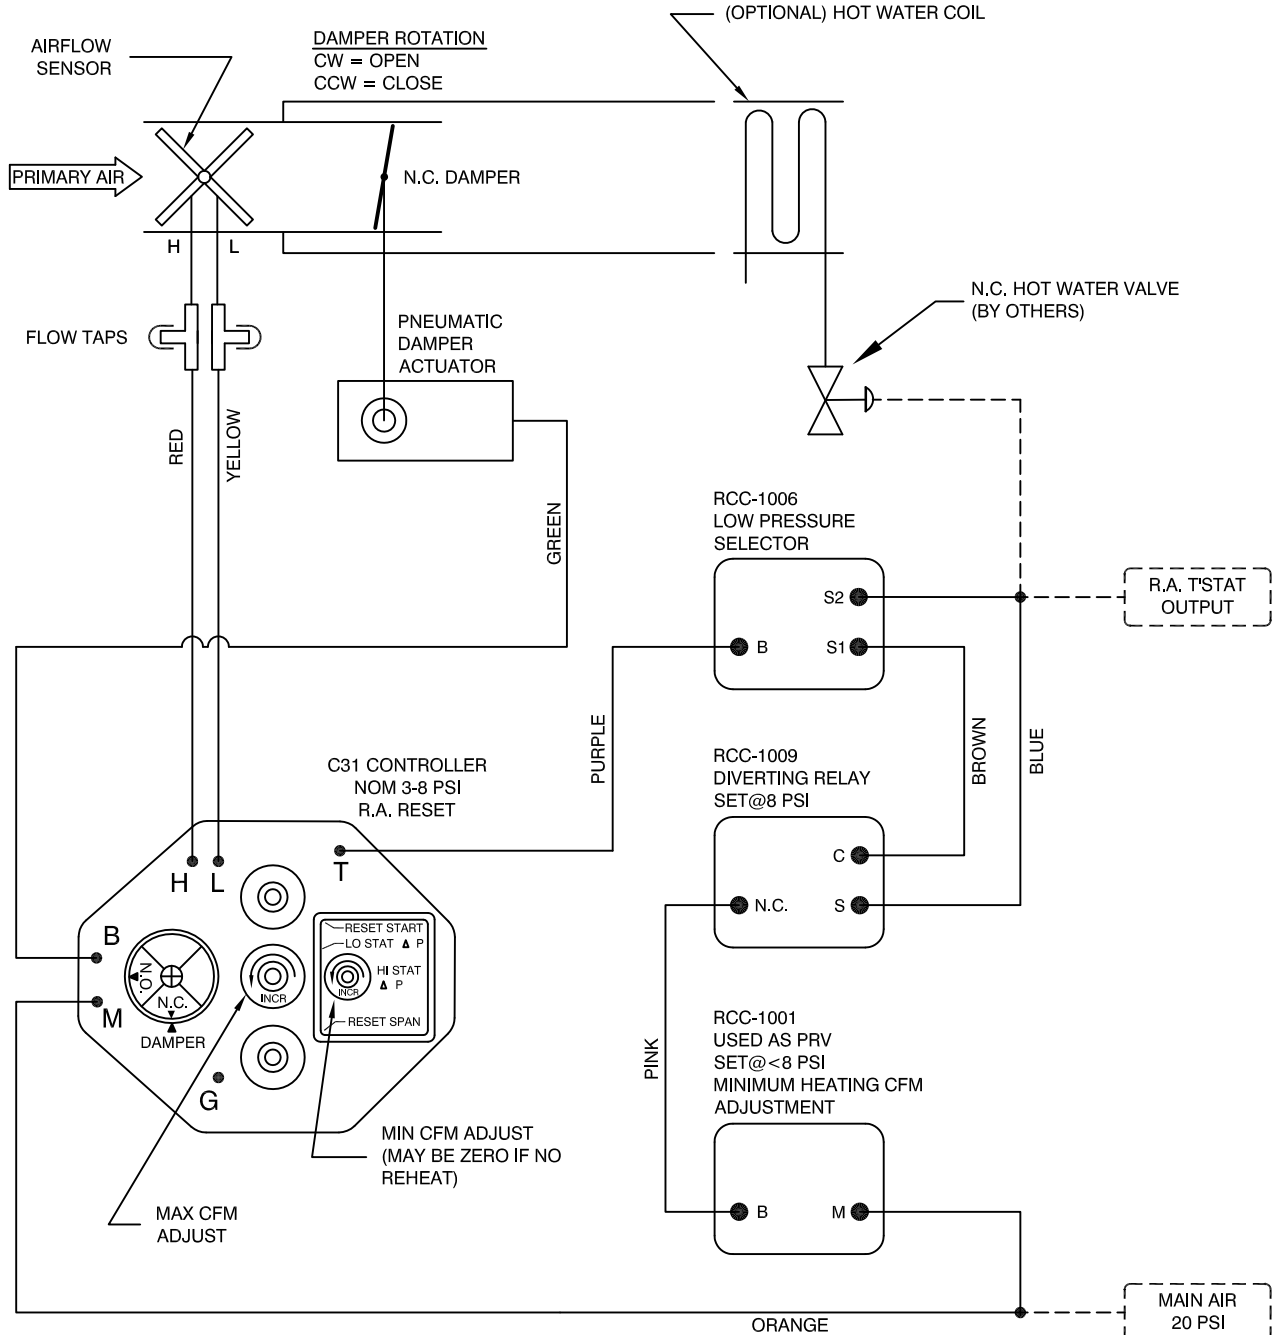 (OPTIONAL) HOT WATER COIL
AIRFLOW
SENSOR
DAMPER ROTATION
CW = OPEN
CCW = CLOSE
PRIMARY AIR
N.C. DAMPER
H
L
N.C. HOT WATER VALVE
(BY OTHERS)
FLOW TAPS
PNEUMATIC
DAMPER
ACTUATOR
RED
YELLOW
GREEN
RCC-1006
LOW PRESSURE
SELECTOR
S2
B
S1
R.A. T'STAT
OUTPUT
PURPLE
BROWN
BLUE
C31 CONTROLLER
NOM 3-8 PSI
R.A. RESET
RCC-1009
DIVERTING RELAY
SET@8 PSI
C
N.C.
S
H
L
T
B
M
G
N.O.
N.C.
DAMPER
INCR
RESET START
LO STAT Δ P
HI STAT
Δ P
INCR
RESET SPAN
PINK
RCC-1001
USED AS PRV
SET@<8 PSI
MINIMUM HEATING CFM
ADJUSTMENT
B
M
MIN CFM ADJUST
(MAY BE ZERO IF NO
REHEAT)
MAX CFM
ADJUST
ORANGE
MAIN AIR
20 PSI